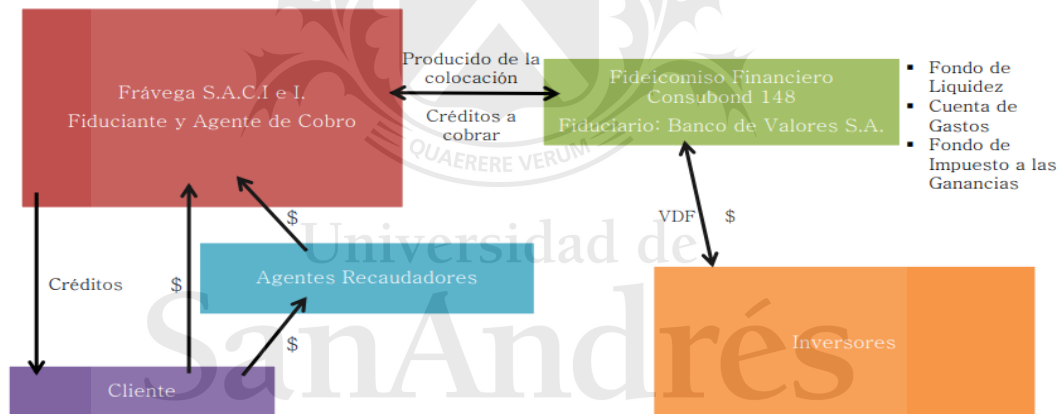 Frávega S.A.C.I e I.
Fiduciante y Agente de Cobro
Producido de la
colocación
Créditos a
cobrar
Fideicomiso Financiero
Consubond 148
Fiduciario: Banco de Valores S.A.
▪ Fondo de
Liquidez
▪ Cuenta de
Gastos
▪ Fondo de
Impuesto a las
Ganancias
QUAERERE VERUM
Universidad de
SanAndrés
Créditos
$
$
Agentes Recaudadores
$
Cliente
VDF $
Inversores